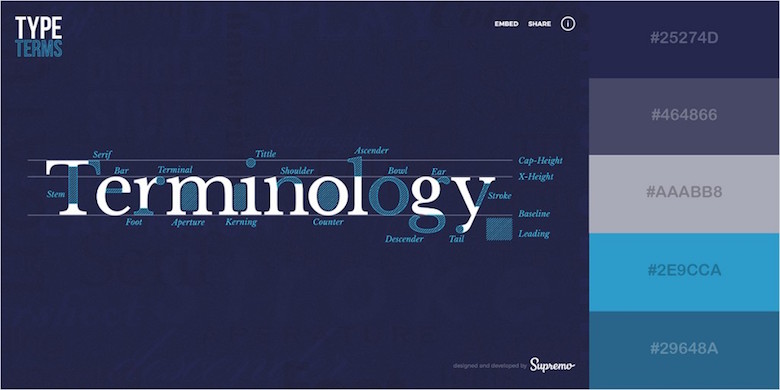 TYPE
TERMS
EMBED SHARE i
Serif
Tittle
Ascender
Cap-Height
Bar
Terminal
Shoulder
Bowl
Ear
X-Height
Stem
Terminology
Stroke
Foot
Aperture
Kerning
Counter
Baseline
Descender
Tail
Leading
designed and developed by Supremo
#25274D
#464866
#AAABB8
#2E9CCA
#29648A